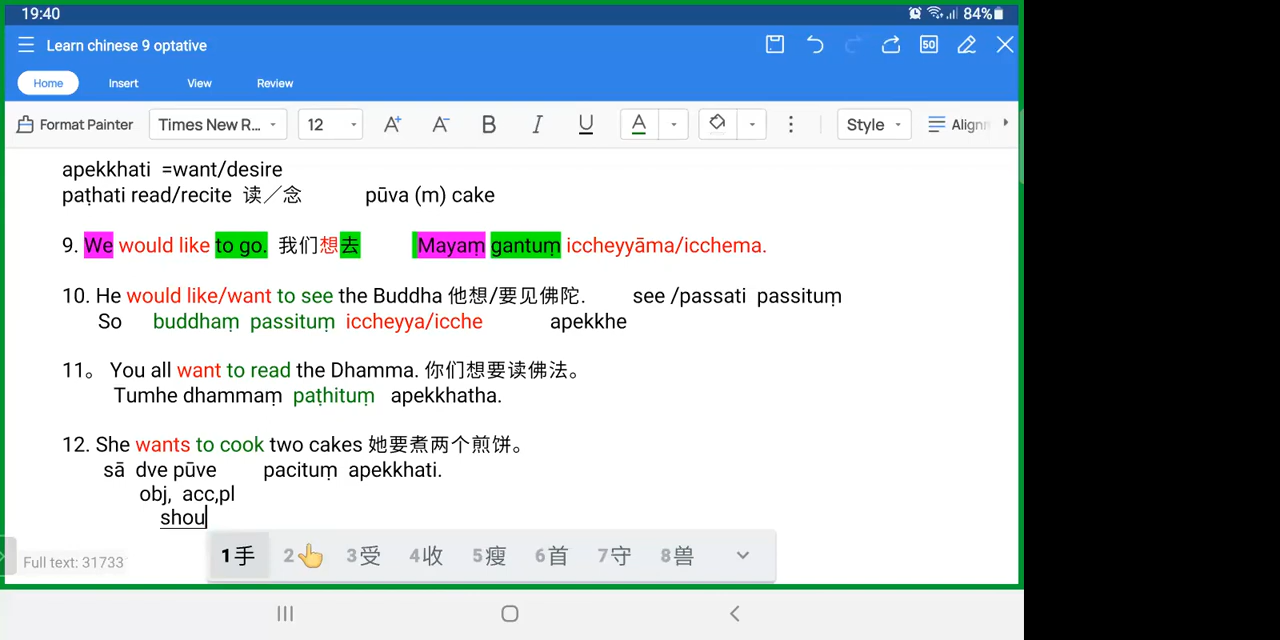 19:40 84%
Learn chinese 9 optative 50
Home Insert View Review
Format Painter Times New R... 12 A+ A- B I U A Style Align
apekkhati =want/desire
paṭhati read/recite 读／念 pūva (m) cake
9. We would like to go. 我们想去 Mayaṃ gantuṃ iccheyyāma/icchema.
10. He would like/want to see the Buddha 他想/要见佛陀. see /passati passituṃ
So buddhaṃ passituṃ iccheyya/icche apekkhe
11。 You all want to read the Dhamma. 你们想要读佛法。
Tumhe dhammaṃ paṭhituṃ apekkhatha.
12. She wants to cook two cakes 她要煮两个煎饼。
sā dve pūve pacituṃ apekkhati.
obj, acc,pl
shou
1手 2👆 3受 4收 5瘦 6首 7守 8兽
Full text: 31733